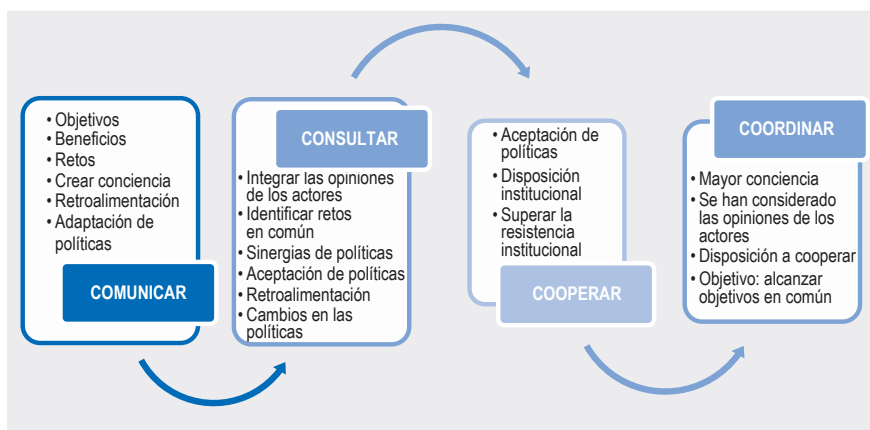 • Objetivos
• Beneficios
• Retos
• Crear conciencia
• Retroalimentación
• Adaptación de
políticas
COMUNICAR
CONSULTAR
• Integrar las opiniones
de los actores
• Identificar retos
en común
• Sinergias de políticas
• Aceptación de políticas
• Retroalimentación
• Cambios en las
políticas
• Aceptación de
políticas
• Disposición
institucional
• Superar la
resistencia
institucional
COOPERAR
COORDINAR
• Mayor conciencia
• Se han considerado
las opiniones de los
actores
• Disposición a cooperar
• Objetivo: alcanzar
objetivos en común